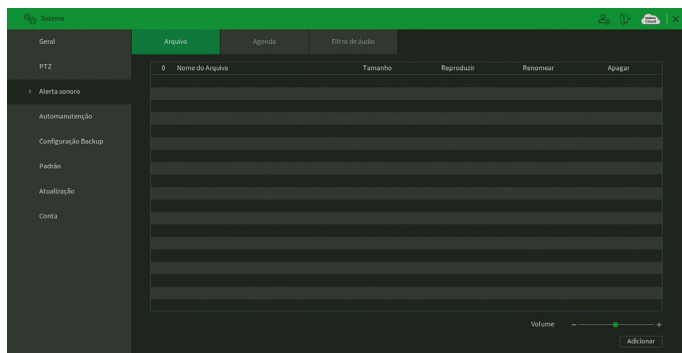 Sistema
Geral
PTZ
Alerta sonoro
Automanutenção
Configuração Backup
Padrão
Atualização
Conta
Arquivo Agenda Filtro de áudio
0 Nome do Arquivo Tamanho Reproduzir Renomear Apagar
Volume
Adicionar